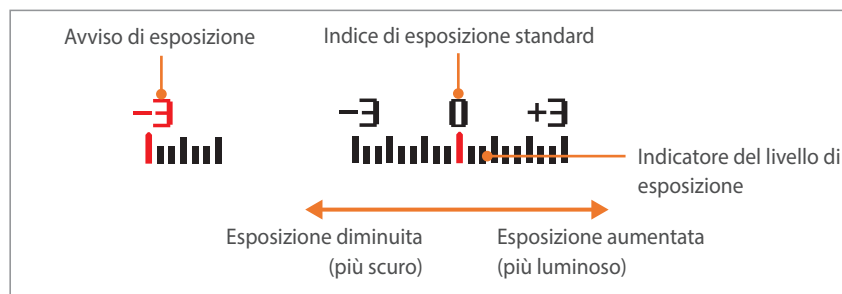 Avviso di esposizione
Indice di esposizione standard
-3
-3 0 +3
Indicatore del livello di
esposizione
Esposizione diminuita
(più scuro)
Esposizione aumentata
(più luminoso)